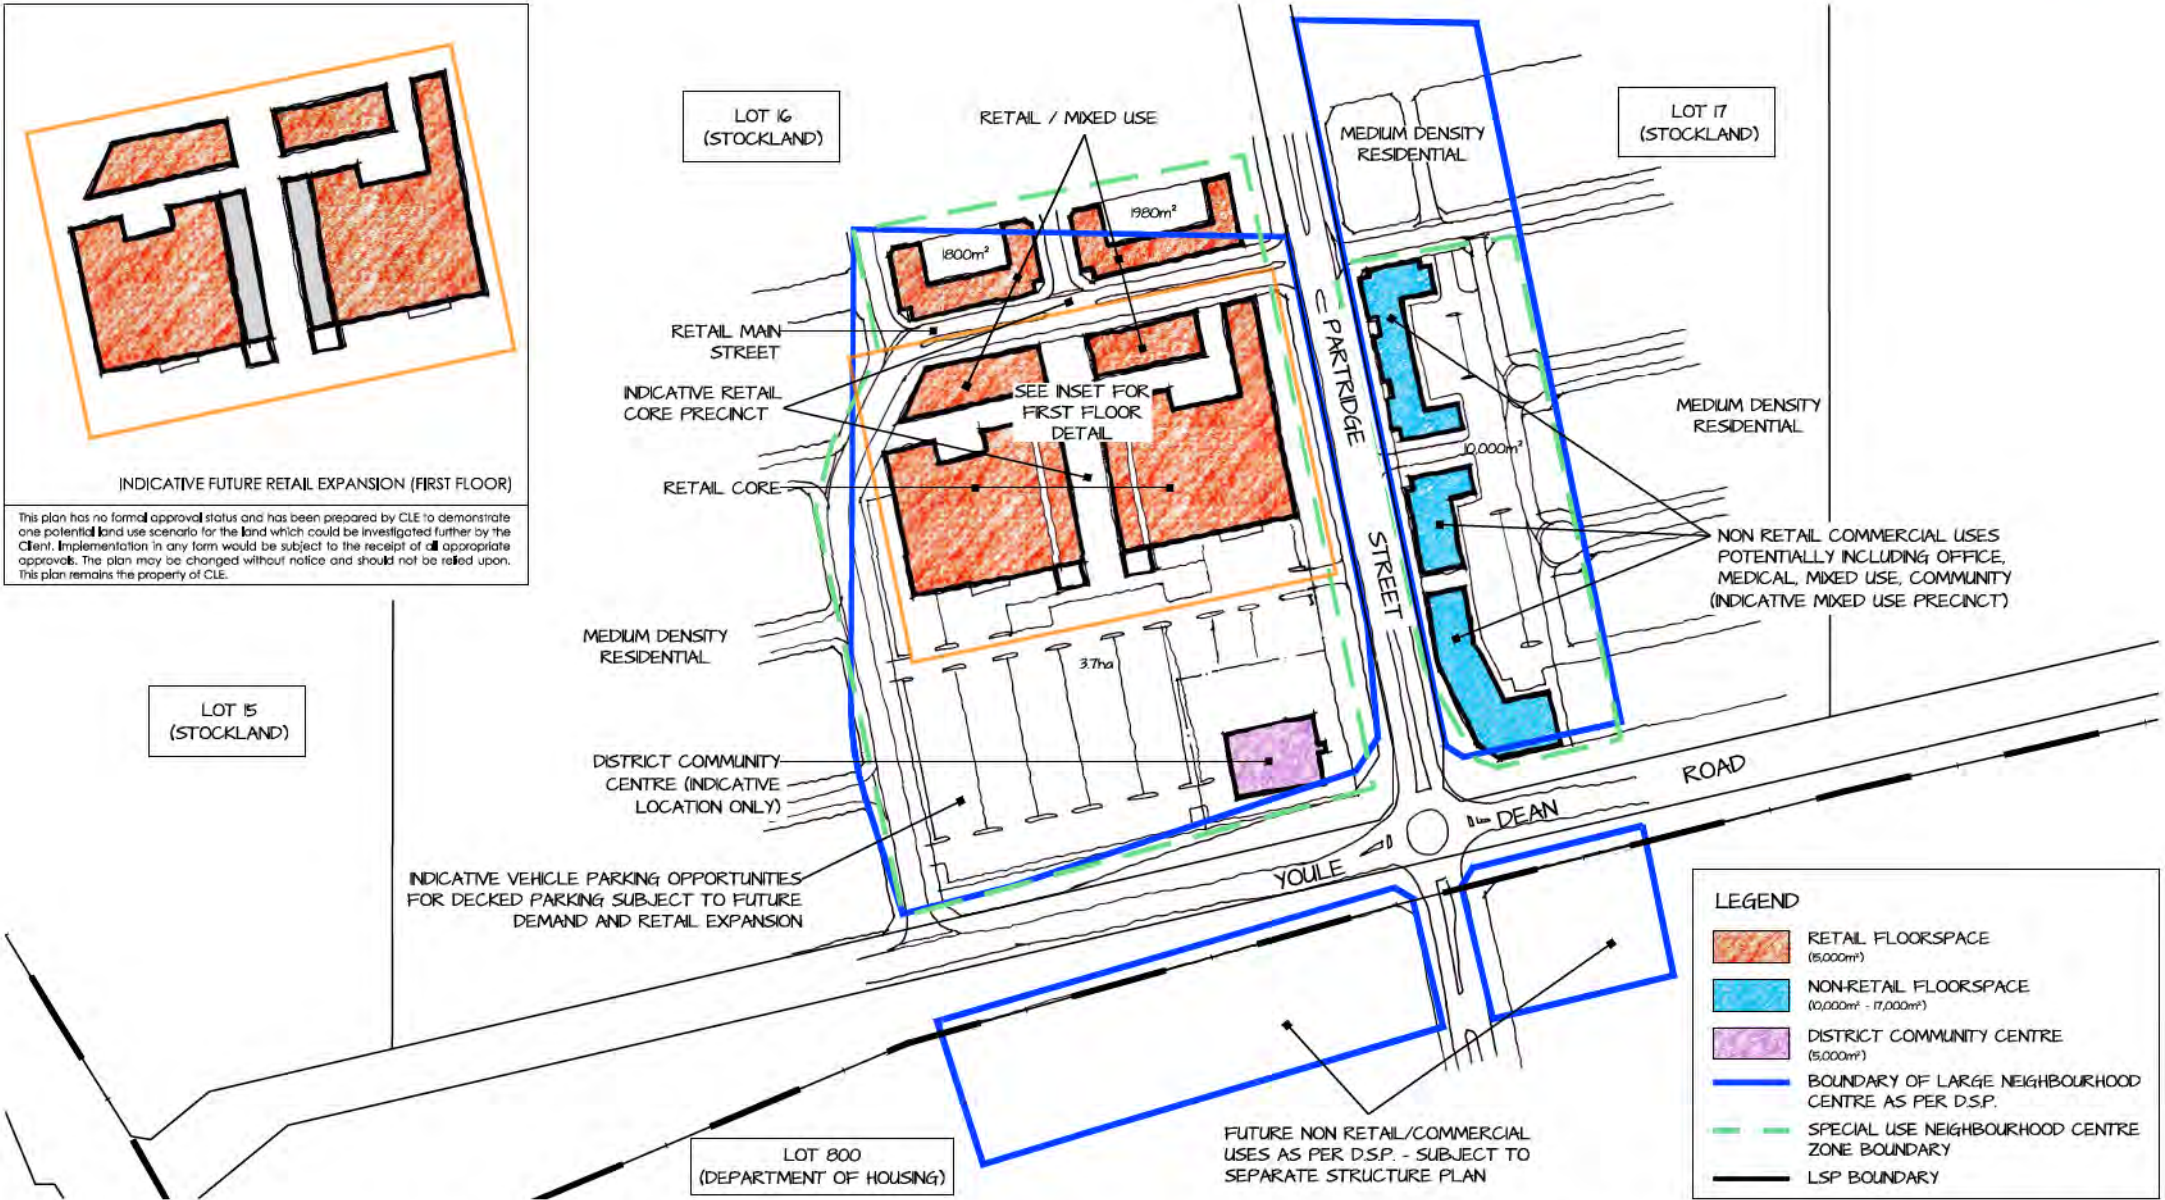 INDICATIVE FUTURE RETAIL EXPANSION (FIRST FLOOR)
This plan has no formal approval status and has been prepared by CLE to demonstrate
one potential land use scenario for the land which could be investigated further by the
Client. Implementation in any form would be subject to the receipt of all appropriate
approvals. The plan may be changed without notice and should not be relied upon.
This plan remains the property of CLE.
LOT 16
(STOCKLAND)
RETAIL / MIXED USE
MEDIUM DENSITY
RESIDENTIAL
LOT 17
(STOCKLAND)
1800m²
1980m²
RETAIL MAIN
STREET
INDICATIVE RETAIL
CORE PRECINCT
SEE INSET FOR
FIRST FLOOR
DETAIL
RETAIL CORE
PARTRIDGE
STREET
10,000m²
MEDIUM DENSITY
RESIDENTIAL
NON RETAIL COMMERCIAL USES
POTENTIALLY INCLUDING OFFICE,
MEDICAL, MIXED USE, COMMUNITY
(INDICATIVE MIXED USE PRECINCT)
MEDIUM DENSITY
RESIDENTIAL
3.7ha
LOT 15
(STOCKLAND)
DISTRICT COMMUNITY
CENTRE (INDICATIVE
LOCATION ONLY)
INDICATIVE VEHICLE PARKING OPPORTUNITIES
FOR DECKED PARKING SUBJECT TO FUTURE
DEMAND AND RETAIL EXPANSION
YOULE
DEAN
ROAD
LOT 800
(DEPARTMENT OF HOUSING)
FUTURE NON RETAIL/COMMERCIAL
USES AS PER D.S.P. - SUBJECT TO
SEPARATE STRUCTURE PLAN
LEGEND
RETAIL FLOORSPACE
(15,000m²)
NON-RETAIL FLOORSPACE
(10,000m² - 17,000m²)
DISTRICT COMMUNITY CENTRE
(5,000m²)
BOUNDARY OF LARGE NEIGHBOURHOOD
CENTRE AS PER D.S.P.
SPECIAL USE NEIGHBOURHOOD CENTRE
ZONE BOUNDARY
LSP BOUNDARY